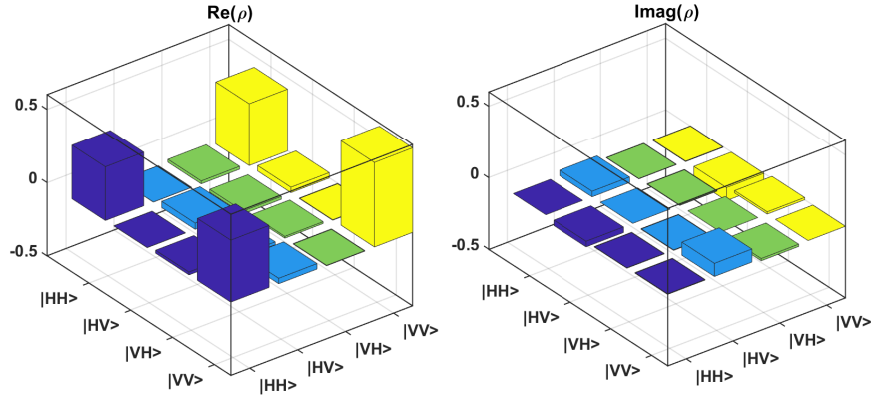 Re(ρ)
0.5
0
-0.5
|HH>
|HV>
|VH>
|VV>
|HH>
|HV>
|VH>
|VV>
Imag(ρ)
0.5
0
-0.5
|HH>
|HV>
|VH>
|VV>
|HH>
|HV>
|VH>
|VV>